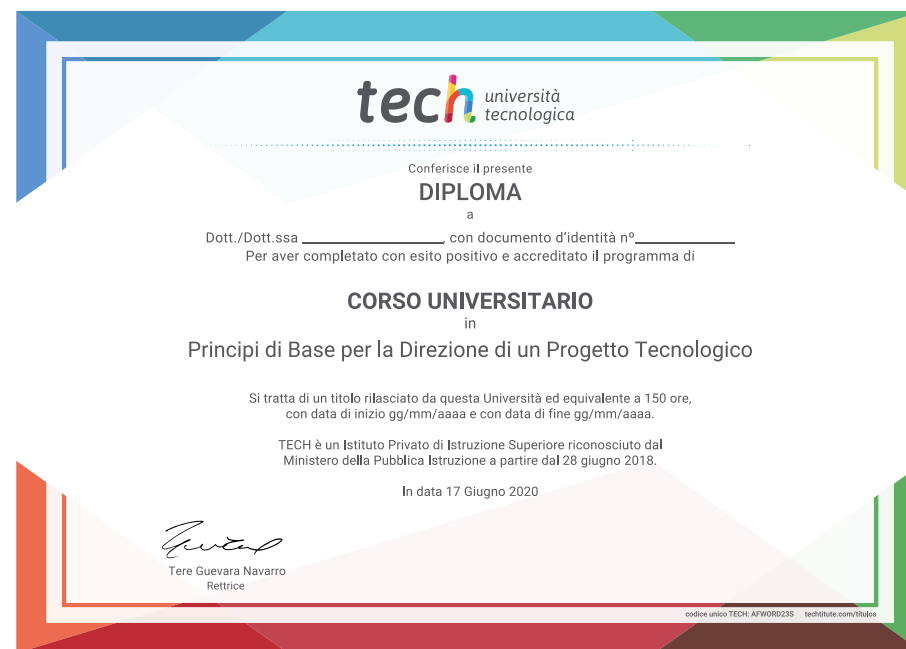 tech università
tecnologica
Conferisce il presente
DIPLOMA
a
Dott./Dott.ssa ____________________, con documento d'identità nº______________
Per aver completato con esito positivo e accreditato il programma di
CORSO UNIVERSITARIO
in
Principi di Base per la Direzione di un Progetto Tecnologico
Si tratta di un titolo rilasciato da questa Università ed equivalente a 150 ore,
con data di inizio gg/mm/aaaa e con data di fine gg/mm/aaaa.
TECH è un Istituto Privato di Istruzione Superiore riconosciuto dal
Ministero della Pubblica Istruzione a partire dal 28 giugno 2018.
In data 17 Giugno 2020
Tere Guevara Navarro
Rettrice
codice unico TECH: AFWORD23S techtitute.com/titulos